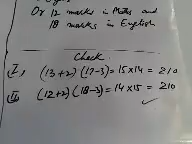 Or 12 marks in Maths and
18 marks in English
Check
I, (13+2) (17-3) = 15 x 14 = 210
II, (12+2) (18-3) = 14 x 15 = 210